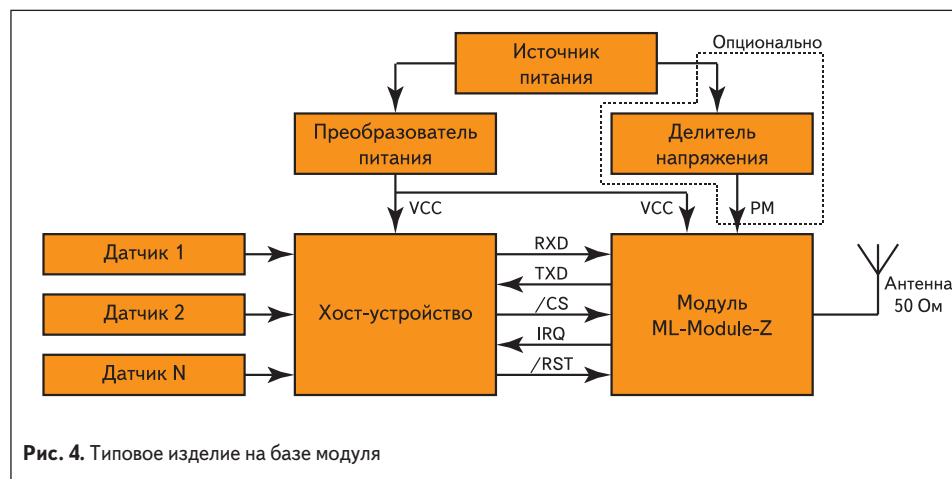 Опционально
Источник
питания
Преобразователь
питания
Делитель
напряжения
VCC
VCC
PM
Датчик 1
Датчик 2
Датчик N
Хост-устройство
RXD
TXD
/CS
IRQ
/RST
Модуль
ML-Module-Z
Антенна
50 Ом
Рис. 4. Типовое изделие на базе модуля